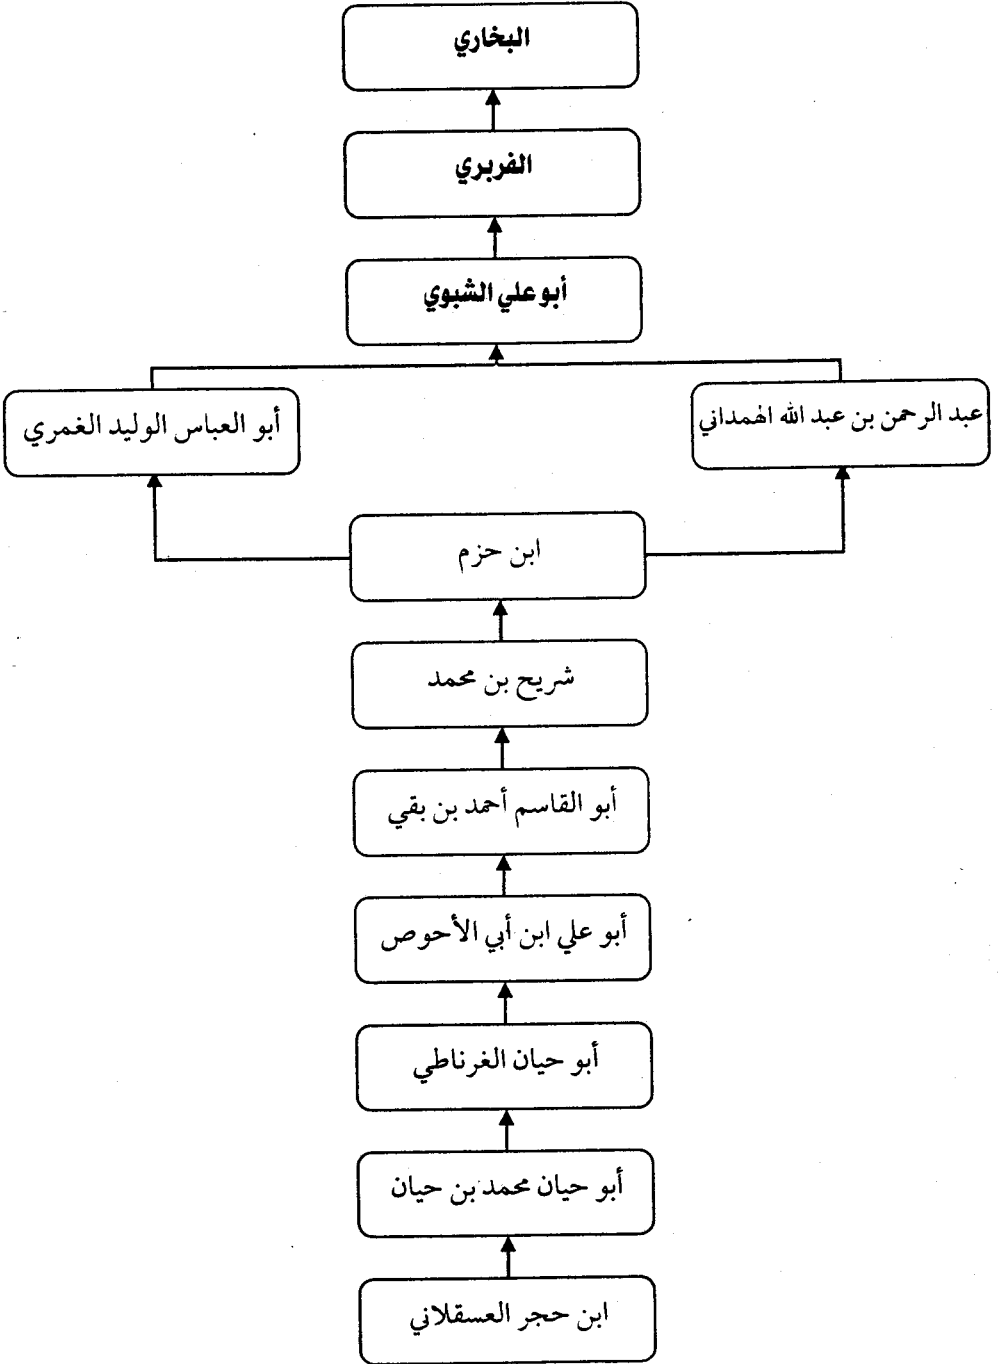 البخاري
الفربري
أبو علي الشبوي
عبد الرحمن بن عبد الله الهمداني
أبو العباس الوليد الغمري
ابن حزم
شريح بن محمد
أبو القاسم أحمد بن بقي
أبو علي ابن أبي الأحوص
أبو حيان الغرناطي
أبو حيان محمد بن حيان
ابن حجر العسقلاني